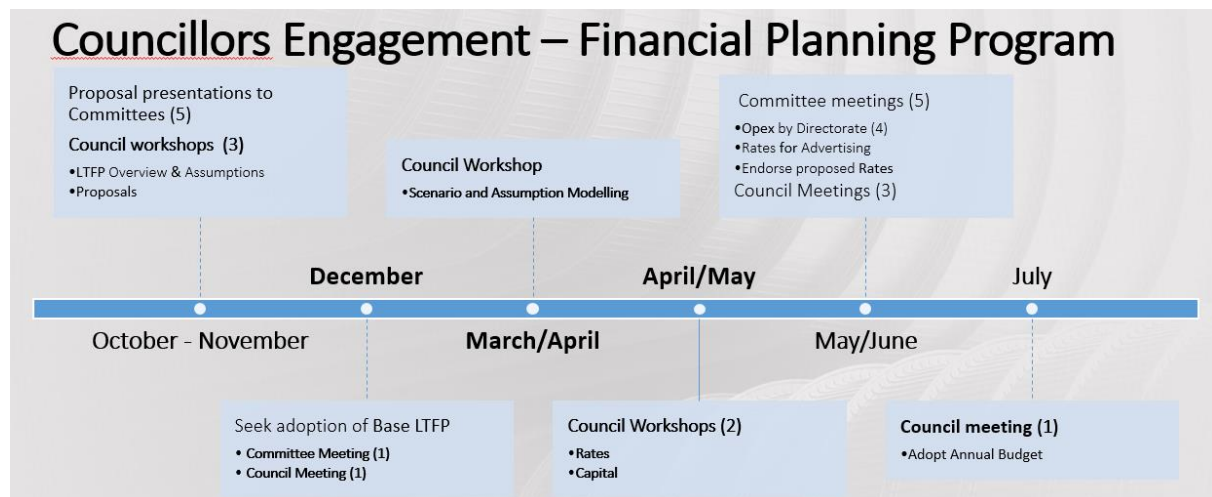 Councillors Engagement – Financial Planning Program
Proposal presentations to
Committees (5)
Council workshops (3)
•LTFP Overview & Assumptions
•Proposals
Council Workshop
•Scenario and Assumption Modelling
Committee meetings (5)
•Opex by Directorate (4)
•Rates for Advertising
•Endorse proposed Rates
Council Meetings (3)
December
April/May
July
October - November
March/April
May/June
Seek adoption of Base LTFP
• Committee Meeting (1)
• Council Meeting (1)
Council Workshops (2)
•Rates
•Capital
Council meeting (1)
•Adopt Annual Budget